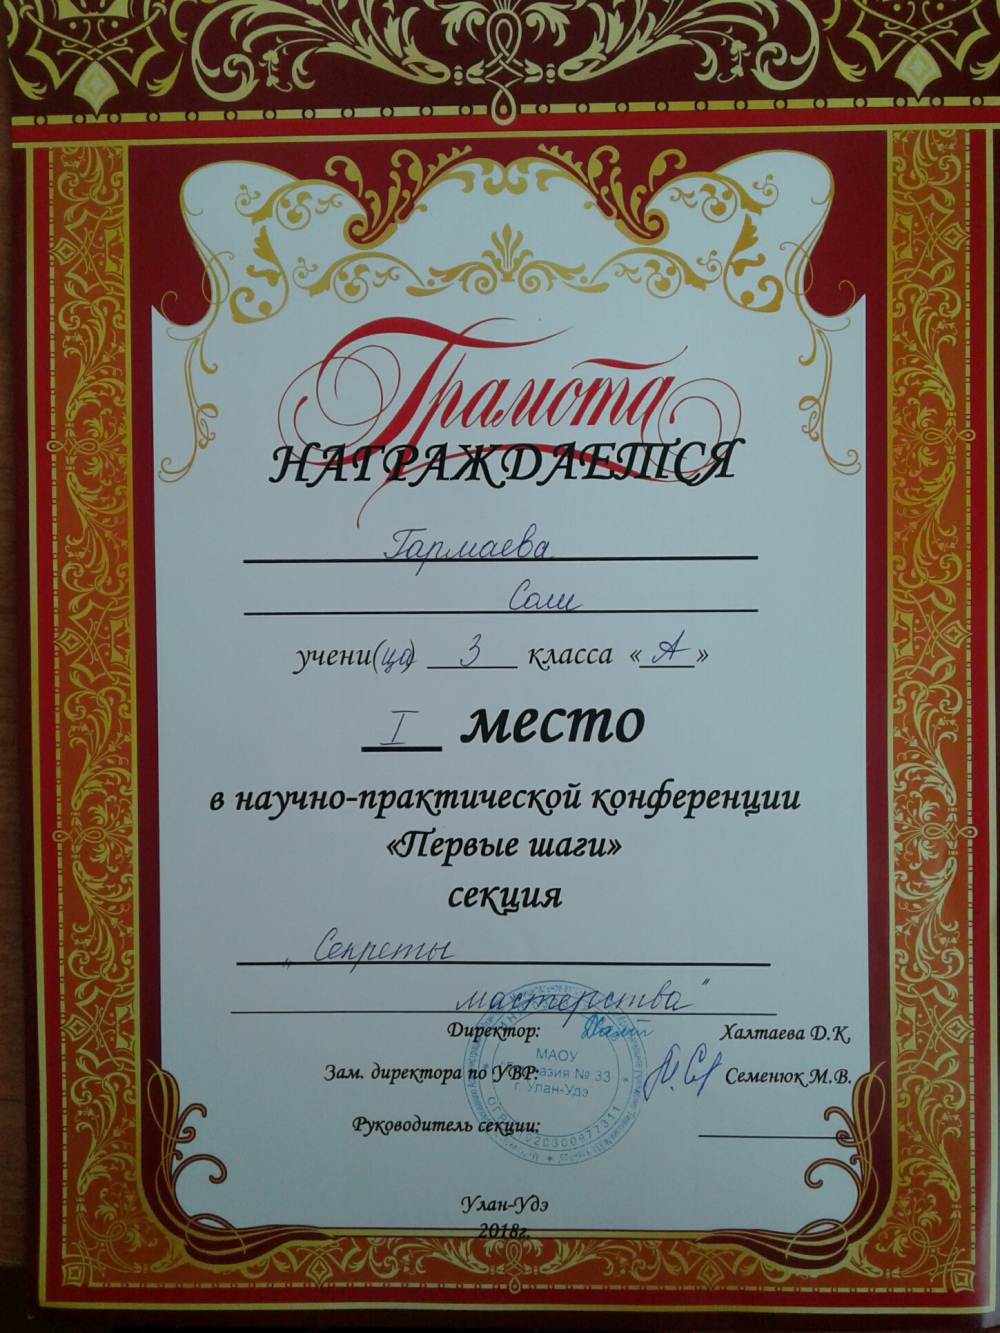 Грамота
НАГРАЖДАЕТСЯ
Гармаева
Соли
учени(ца) 3 класса «А»
I место
в научно-практической конференции
«Первые шаги»
секция
„Секреты
мастерства"
Директор: Халтаева Д.К.
Зам. директора по УВР: Семенюк М.В.
Руководитель секции:
МАОУ
"Гимназия № 33
г. Улан-Удэ"
Улан-Удэ
2018г.